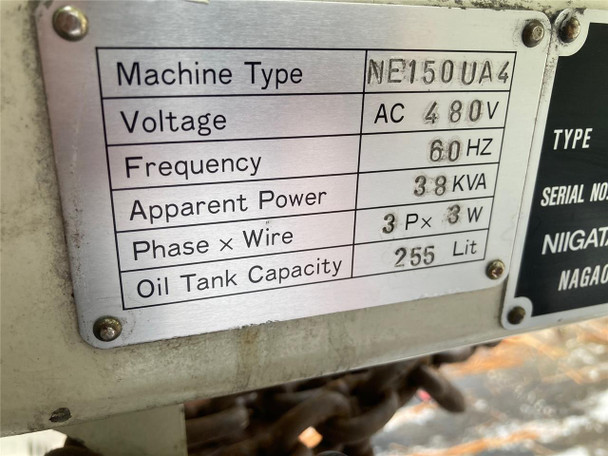 Machine Type NE150UA4
Voltage AC 480V
Frequency 60HZ
Apparent Power 38KVA
Phase × Wire 3P× 3W
Oil Tank Capacity 255 Lit
TYPE
SERIAL NO.
NIIGATA
NAGAO